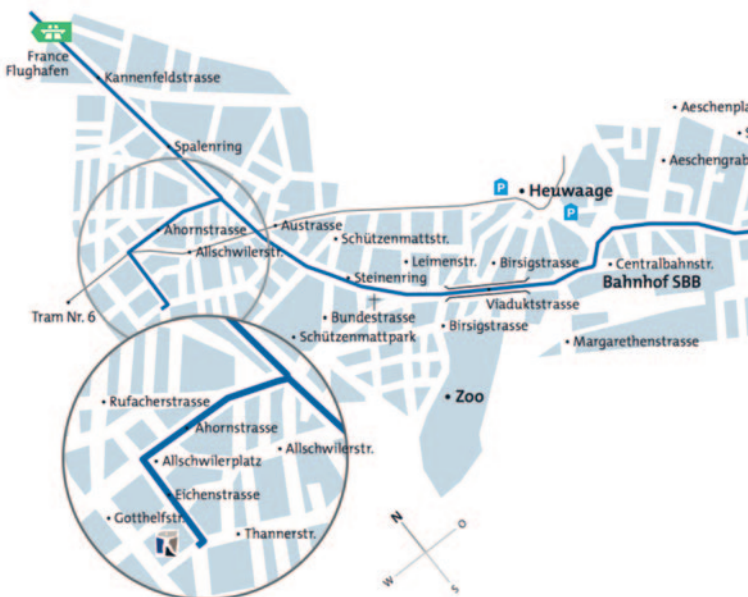 France
Flughafen
Kannenfeldstrasse
Spalenring
Aeschenpla
S
Aeschengrab
P
Heuwaage
P
Ahornstrasse
Austrasse
Allschwilerstr.
Schützenmattstr.
Leimenstr.
Birsigstrasse
Centralbahnstr.
Steinenring
Bahnhof SBB
Viaduktstrasse
Tram Nr. 6
Bundestrasse
Birsigstrasse
Schützenmattpark
Margarethenstrasse
Zoo
Rufacherstrasse
Ahornstrasse
Allschwilerstr.
Allschwilerplatz
Eichenstrasse
Gotthelfstr.
Thannerstr.
N
O
W
S